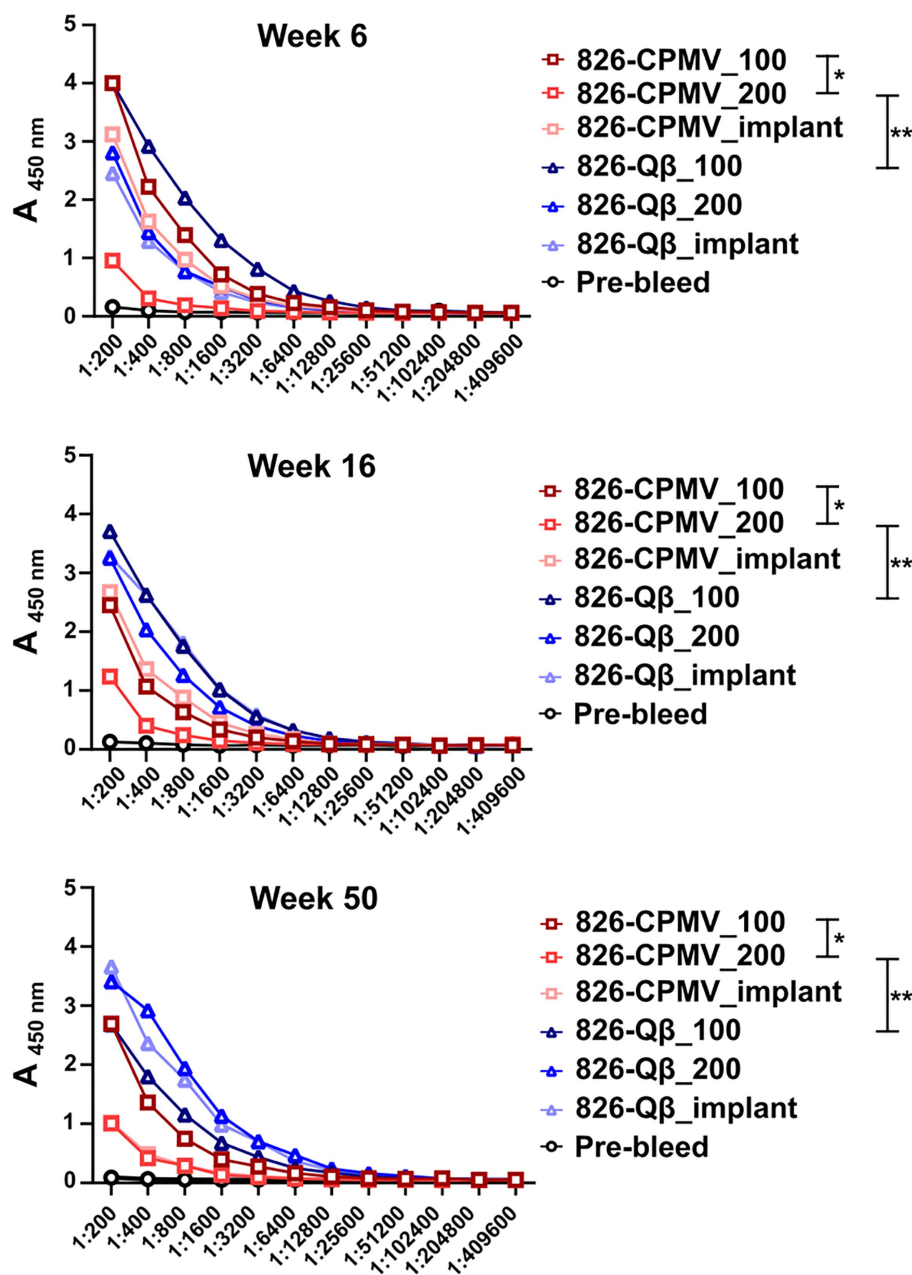 Week 6
A 450 nm
5
4
3
2
1
0
1:200
1:400
1:800
1:1600
1:3200
1:6400
1:12800
1:25600
1:51200
1:102400
1:204800
1:409600
826-CPMV_100
826-CPMV_200
826-CPMV_implant
826-Qβ_100
826-Qβ_200
826-Qβ_implant
Pre-bleed
*
**
Week 16
A 450 nm
5
4
3
2
1
0
1:200
1:400
1:800
1:1600
1:3200
1:6400
1:12800
1:25600
1:51200
1:102400
1:204800
1:409600
826-CPMV_100
826-CPMV_200
826-CPMV_implant
826-Qβ_100
826-Qβ_200
826-Qβ_implant
Pre-bleed
*
**
Week 50
A 450 nm
5
4
3
2
1
0
1:200
1:400
1:800
1:1600
1:3200
1:6400
1:12800
1:25600
1:51200
1:102400
1:204800
1:409600
826-CPMV_100
826-CPMV_200
826-CPMV_implant
826-Qβ_100
826-Qβ_200
826-Qβ_implant
Pre-bleed
*
**